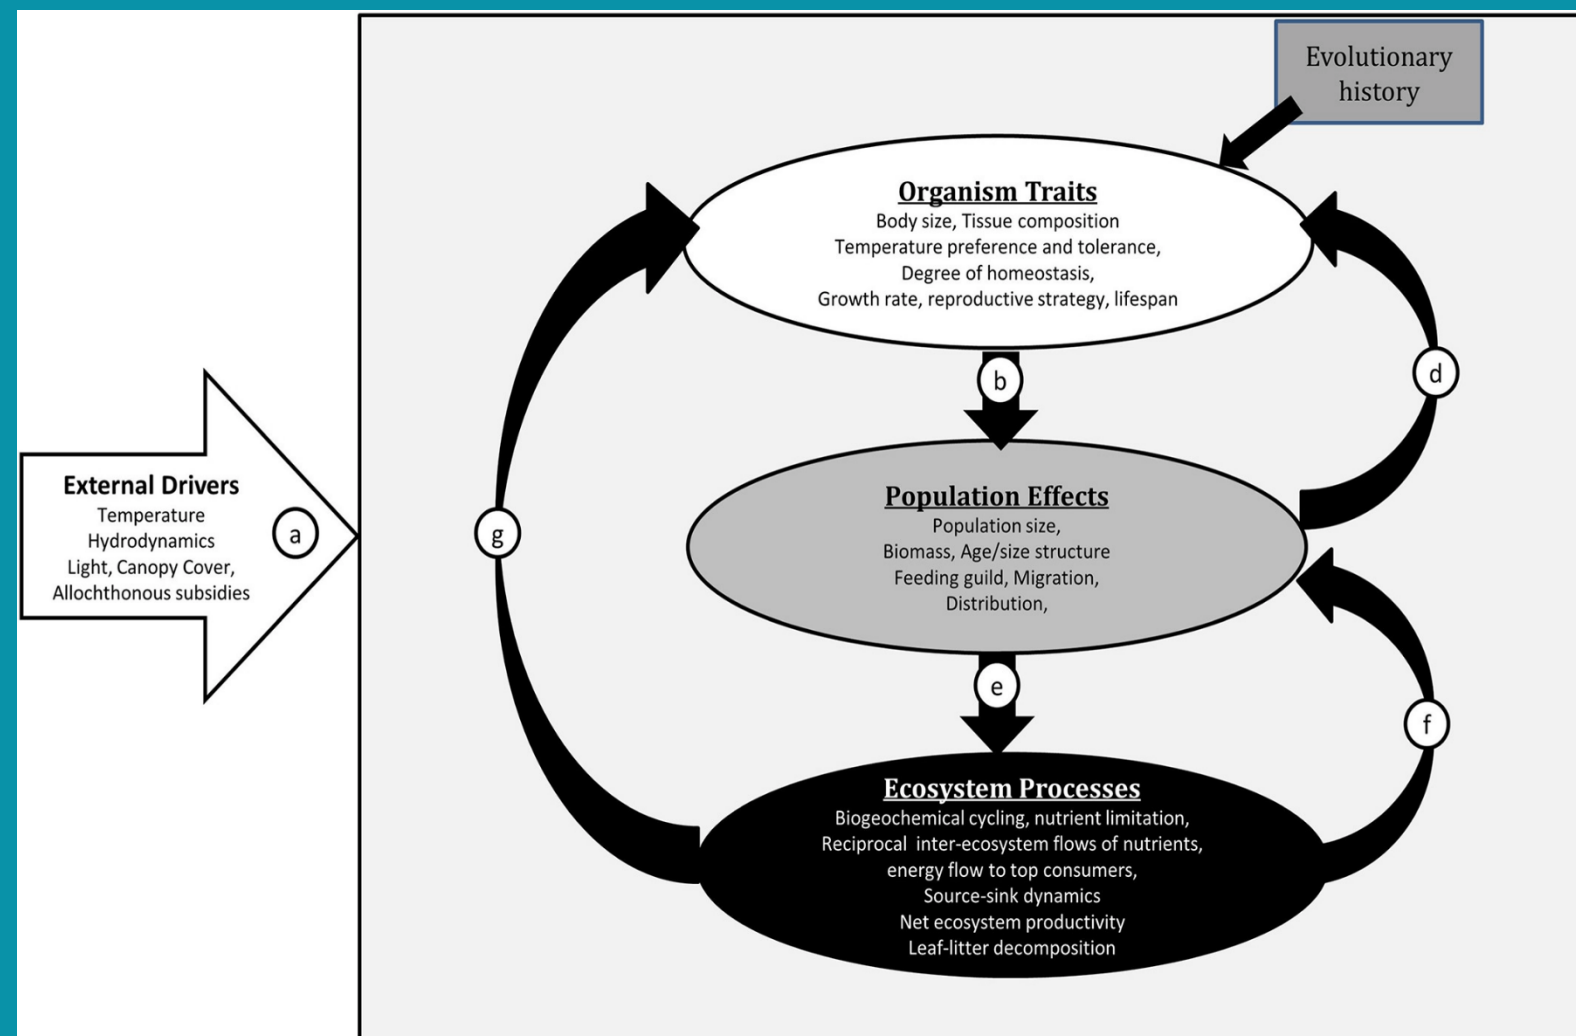 Evolutionary
history
Organism Traits
Body size, Tissue composition
Temperature preference and tolerance,
Degree of homeostasis,
Growth rate, reproductive strategy, lifespan
b
d
External Drivers
Temperature
Hydrodynamics
Light, Canopy Cover,
Allochthonous subsidies
a
g
Population Effects
Population size,
Biomass, Age/size structure
Feeding guild, Migration,
Distribution,
e
f
Ecosystem Processes
Biogeochemical cycling, nutrient limitation,
Reciprocal inter-ecosystem flows of nutrients,
energy flow to top consumers,
Source-sink dynamics
Net ecosystem productivity
Leaf-litter decomposition